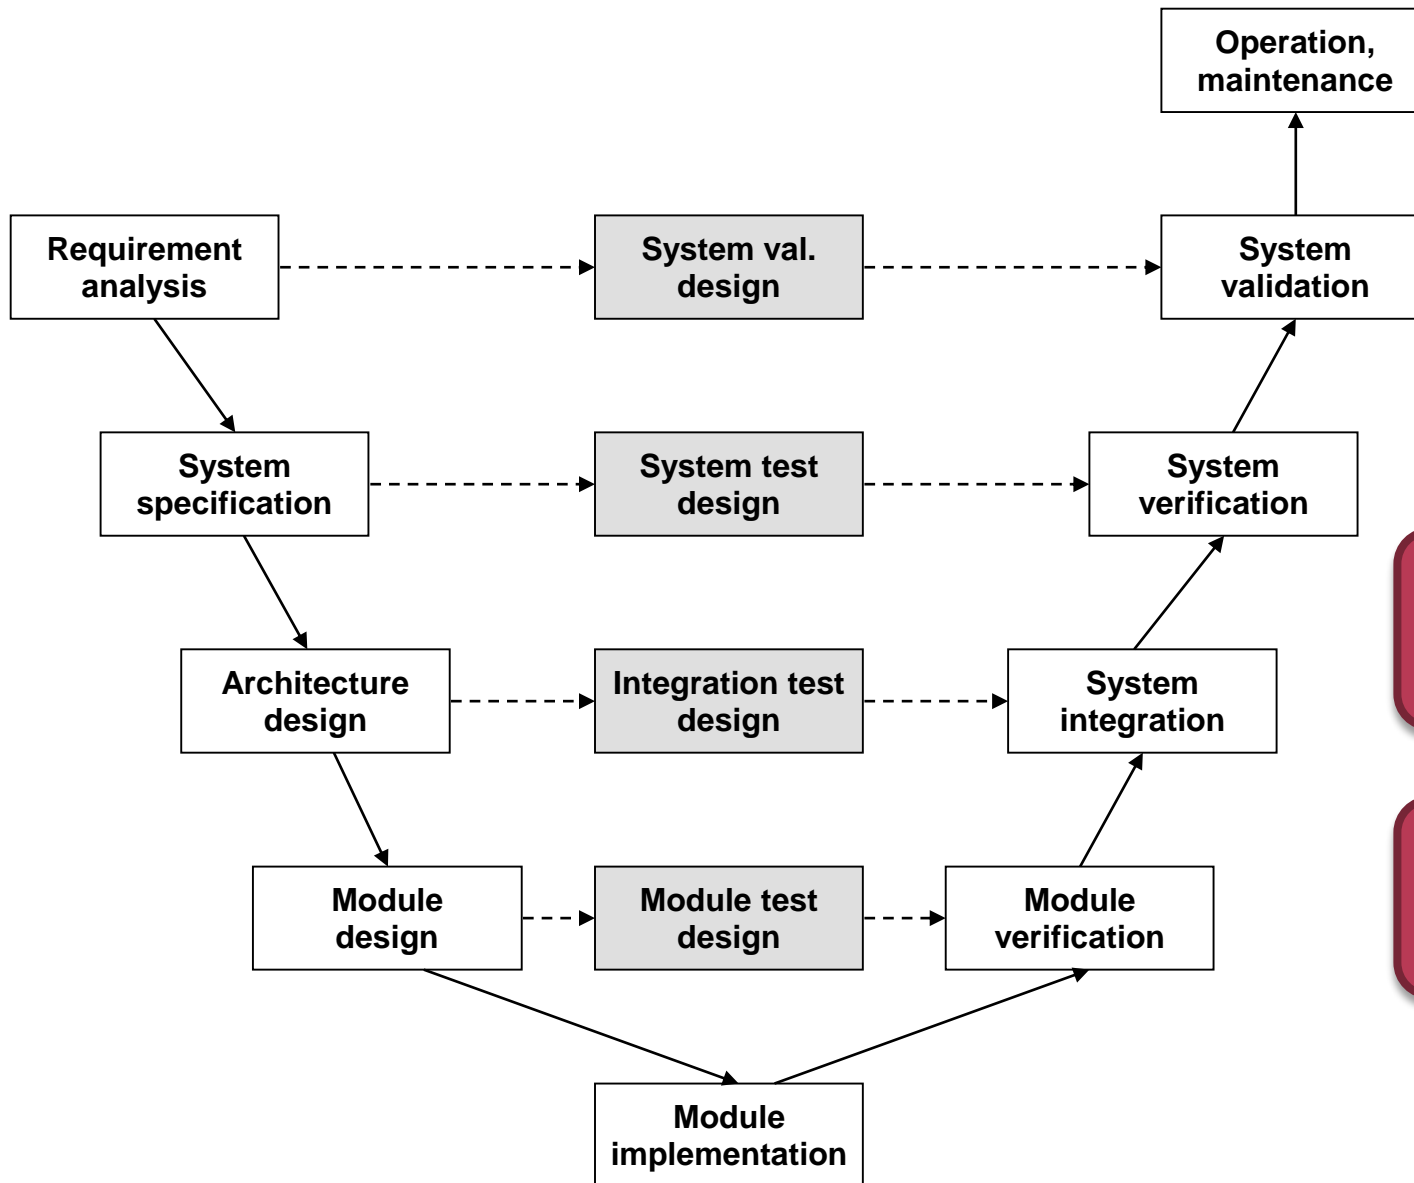 Operation,
maintenance
Requirement
analysis
System val.
design
System
validation
System
specification
System test
design
System
verification
Architecture
design
Integration test
design
System
integration
Module
design
Module test
design
Module
verification
Module
implementation